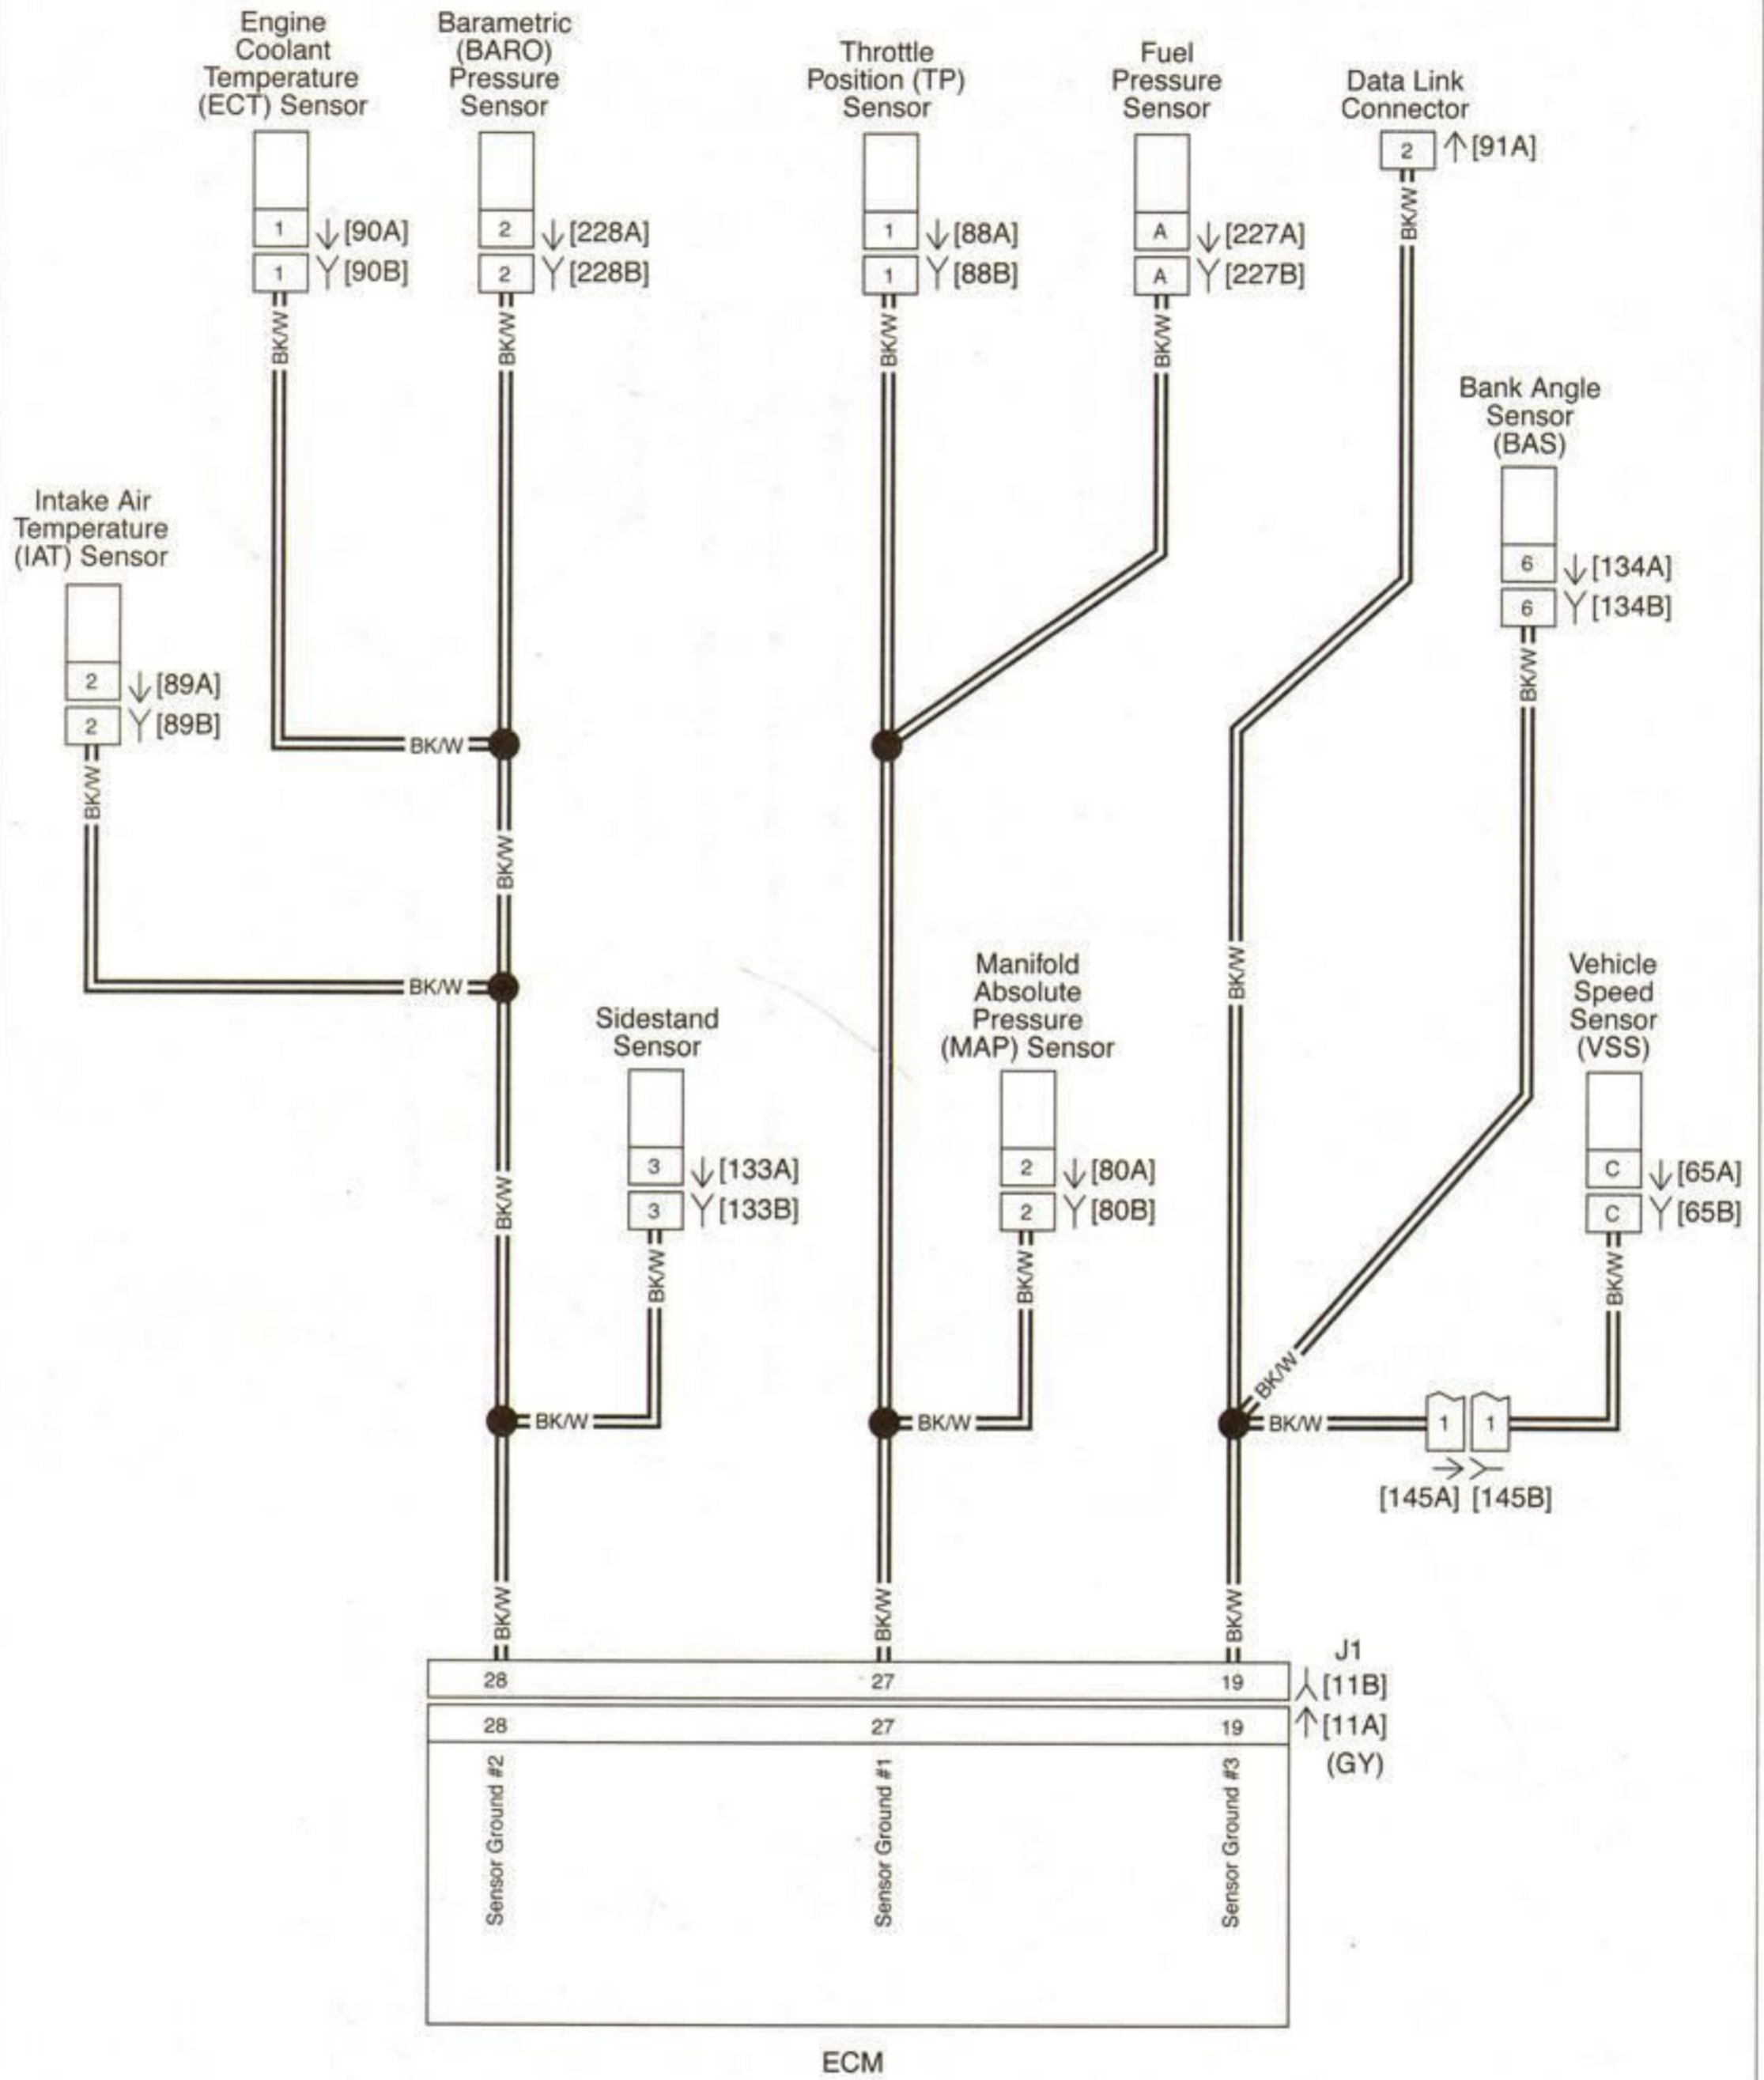 Engine
Coolant
Temperature
(ECT) Sensor
Barametric
(BARO)
Pressure
Sensor
Throttle
Position (TP)
Sensor
Fuel
Pressure
Sensor
Data Link
Connector
2
[91A]
BK/W
1
[90A]
1
[90B]
BK/W
2
[228A]
2
[228B]
BK/W
1
[88A]
1
[88B]
BK/W
A
[227A]
A
[227B]
BK/W
Bank Angle
Sensor
(BAS)
6
[134A]
6
[134B]
BK/W
Intake Air
Temperature
(IAT) Sensor
2
[89A]
2
[89B]
BK/W
BK/W
BK/W
BK/W
BK/W
Sidestand
Sensor
3
[133A]
3
[133B]
BK/W
BK/W
BK/W
Manifold
Absolute
Pressure
(MAP) Sensor
2
[80A]
2
[80B]
BK/W
BK/W
Vehicle
Speed
Sensor
(VSS)
C
[65A]
C
[65B]
BK/W
BK/W
BK/W
1
1
[145A]
[145B]
BK/W
BK/W
BK/W
J1
28
27
19
[11B]
28
27
19
[11A]
(GY)
Sensor Ground #2
Sensor Ground #1
Sensor Ground #3
ECM